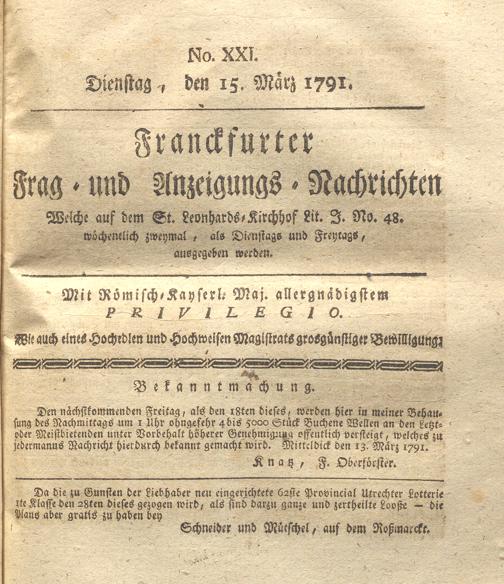 No. XXI.
Dienstag, den 15. März 1791.
Franckfurter
Frag- und Anzeigungs-Nachrichten
Welche auf dem St. Leonhards-Kirchhof Lit. J. No. 48.
wöchentlich zweymal, als Dienstags und Freytags,
ausgegeben werden.
Mit Römisch-Kayserl. Maj. allergnädigstem
PRIVILEGIO.
Wie auch eines Hochedlen und Hochweisen Magistrats grosgünstiger Bewilligung.
Bekanntmachung.
Den nächstkommenden Freitag, als den 18ten dieses, werden hier in meiner Behau-
sung des Nachmittags um 1 Uhr ohngefehr 4 bis 5000 Stück Buchene Wellen an den Letzt-
oder Meistbietenden unter Vorbehalt höherer Genehmigung offentlich versteigt, welches zu
jedermanns Nachricht hierdurch bekannt gemacht wird. Mitteldick den 13. März 1791.
Knatz, F. Oberförster.
Da die zu Gunsten der Liebhaber neu eingerichtete 62ste Provincial Utrechter Lotterie
1te Klasse den 28ten dieses gezogen wird, als sind darzu ganze und zertheilte Looße — die
Plans aber gratis zu haben bey
Schneider und Mütschel, auf dem Roßmarckt.